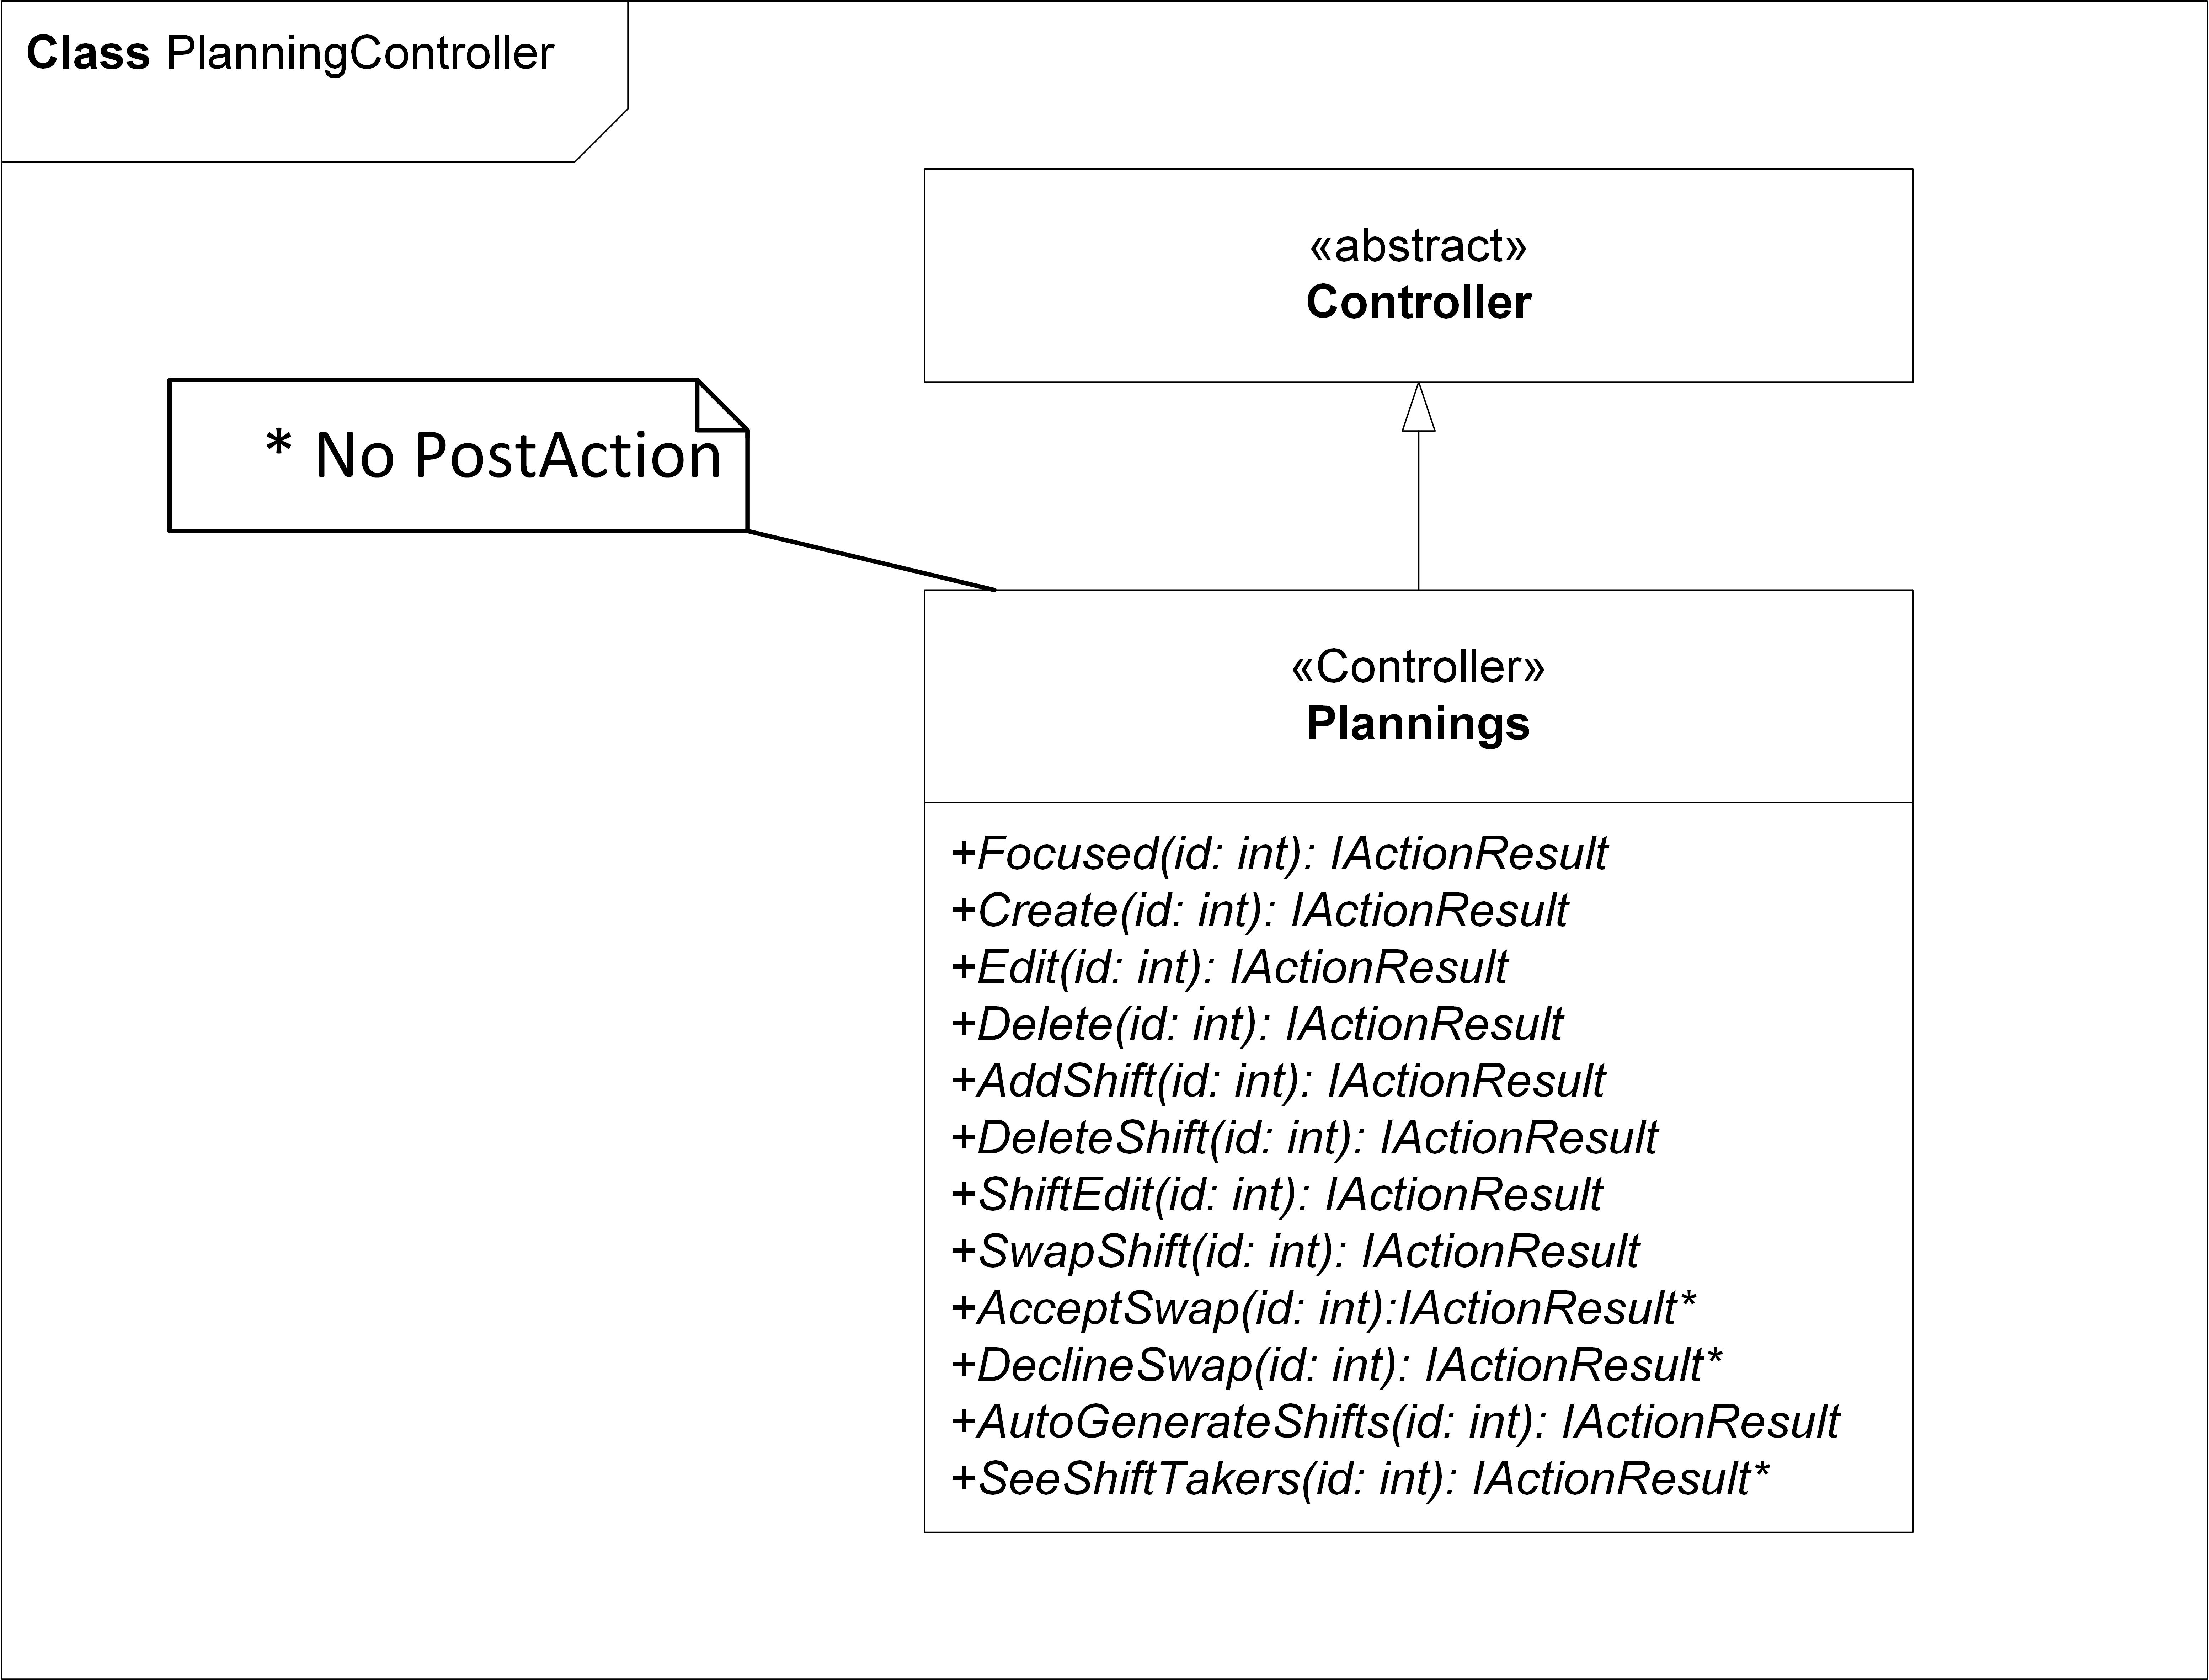 Class PlanningController
«abstract»
Controller
* No PostAction
«Controller»
Plannings
+Focused(id: int): IActionResult
+Create(id: int): IActionResult
+Edit(id: int): IActionResult
+Delete(id: int): IActionResult
+AddShift(id: int): IActionResult
+DeleteShift(id: int): IActionResult
+ShiftEdit(id: int): IActionResult
+SwapShift(id: int): IActionResult
+AcceptSwap(id: int):IActionResult*
+DeclineSwap(id: int): IActionResult*
+AutoGenerateShifts(id: int): IActionResult
+SeeShiftTakers(id: int): IActionResult*